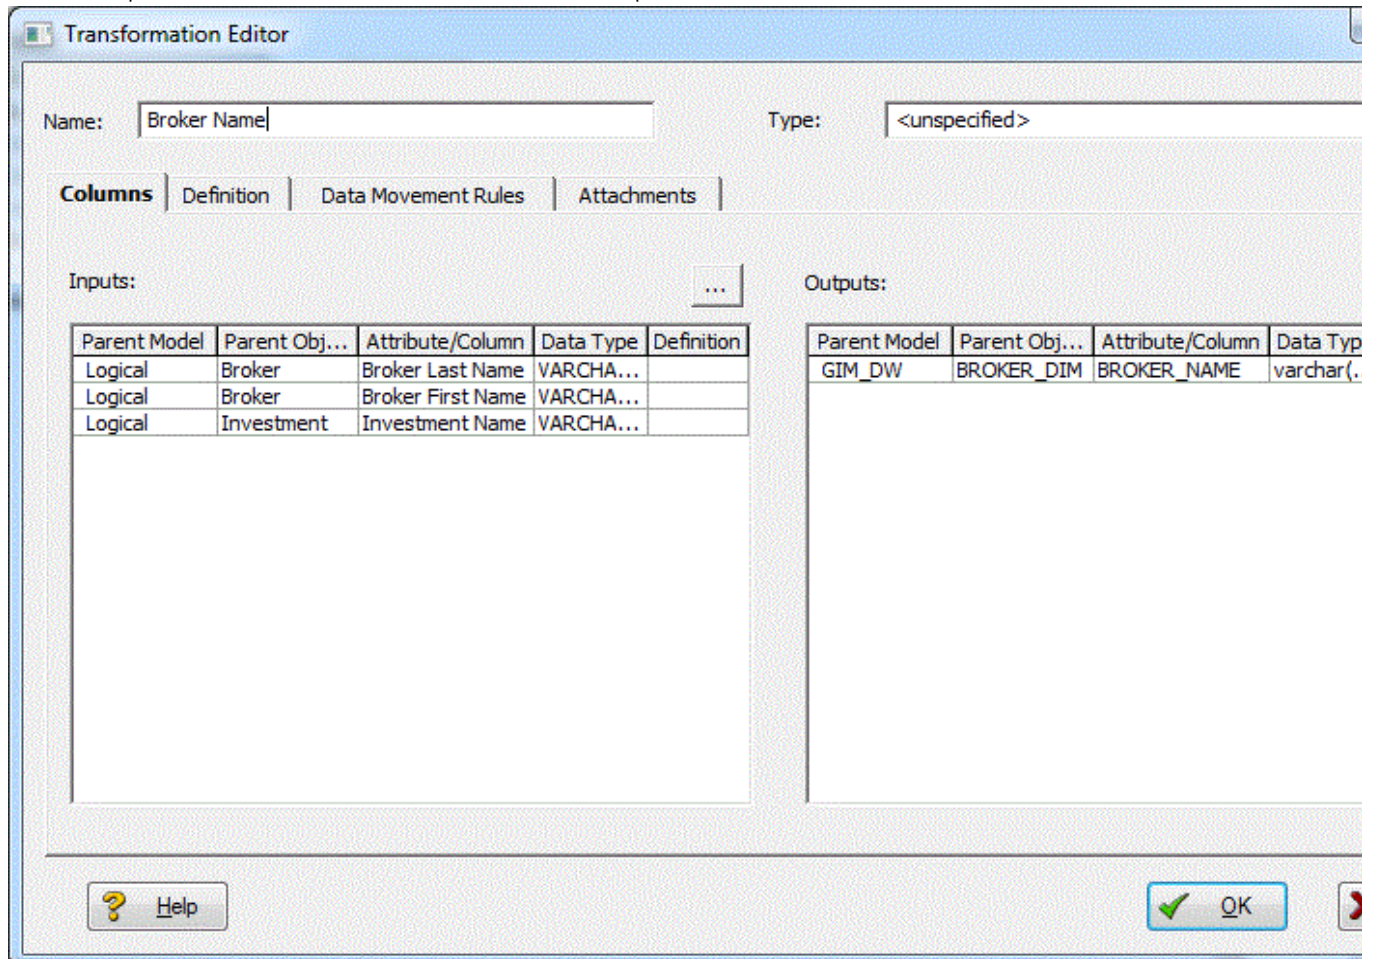 Transformation Editor
Name: Broker Name Type: <unspecified>
Columns Definition Data Movement Rules Attachments
Inputs: ... Outputs:
Parent Model Parent Obj... Attribute/Column Data Type Definition Parent Model Parent Obj... Attribute/Column Data Typ
Logical Broker Broker Last Name VARCHA... GIM_DW BROKER_DIM BROKER_NAME varchar(..
Logical Broker Broker First Name VARCHA...
Logical Investment Investment Name VARCHA...
Help OK